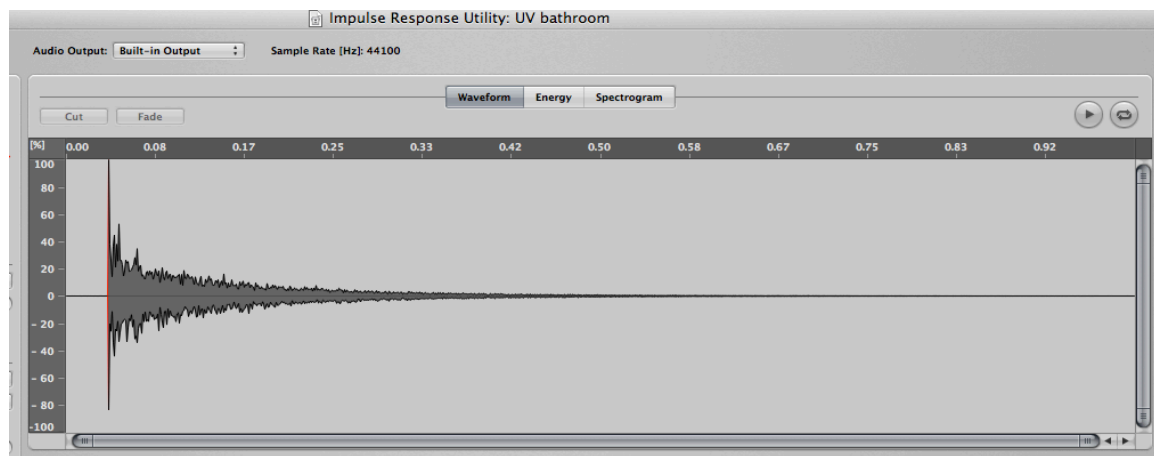 Impulse Response Utility: UV bathroom
Audio Output: Built-in Output Sample Rate [Hz]: 44100
Waveform Energy Spectrogram
Cut Fade
[%] 0.00 0.08 0.17 0.25 0.33 0.42 0.50 0.58 0.67 0.75 0.83 0.92
100
80
60
40
20
0
- 20
- 40
- 60
- 80
-100